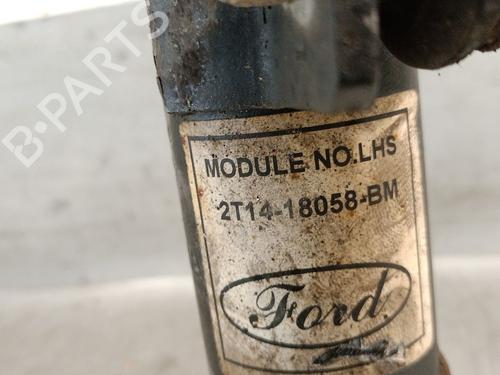 B-PARTS
MODULE NO.LHS
2T14-18058-BM
Ford